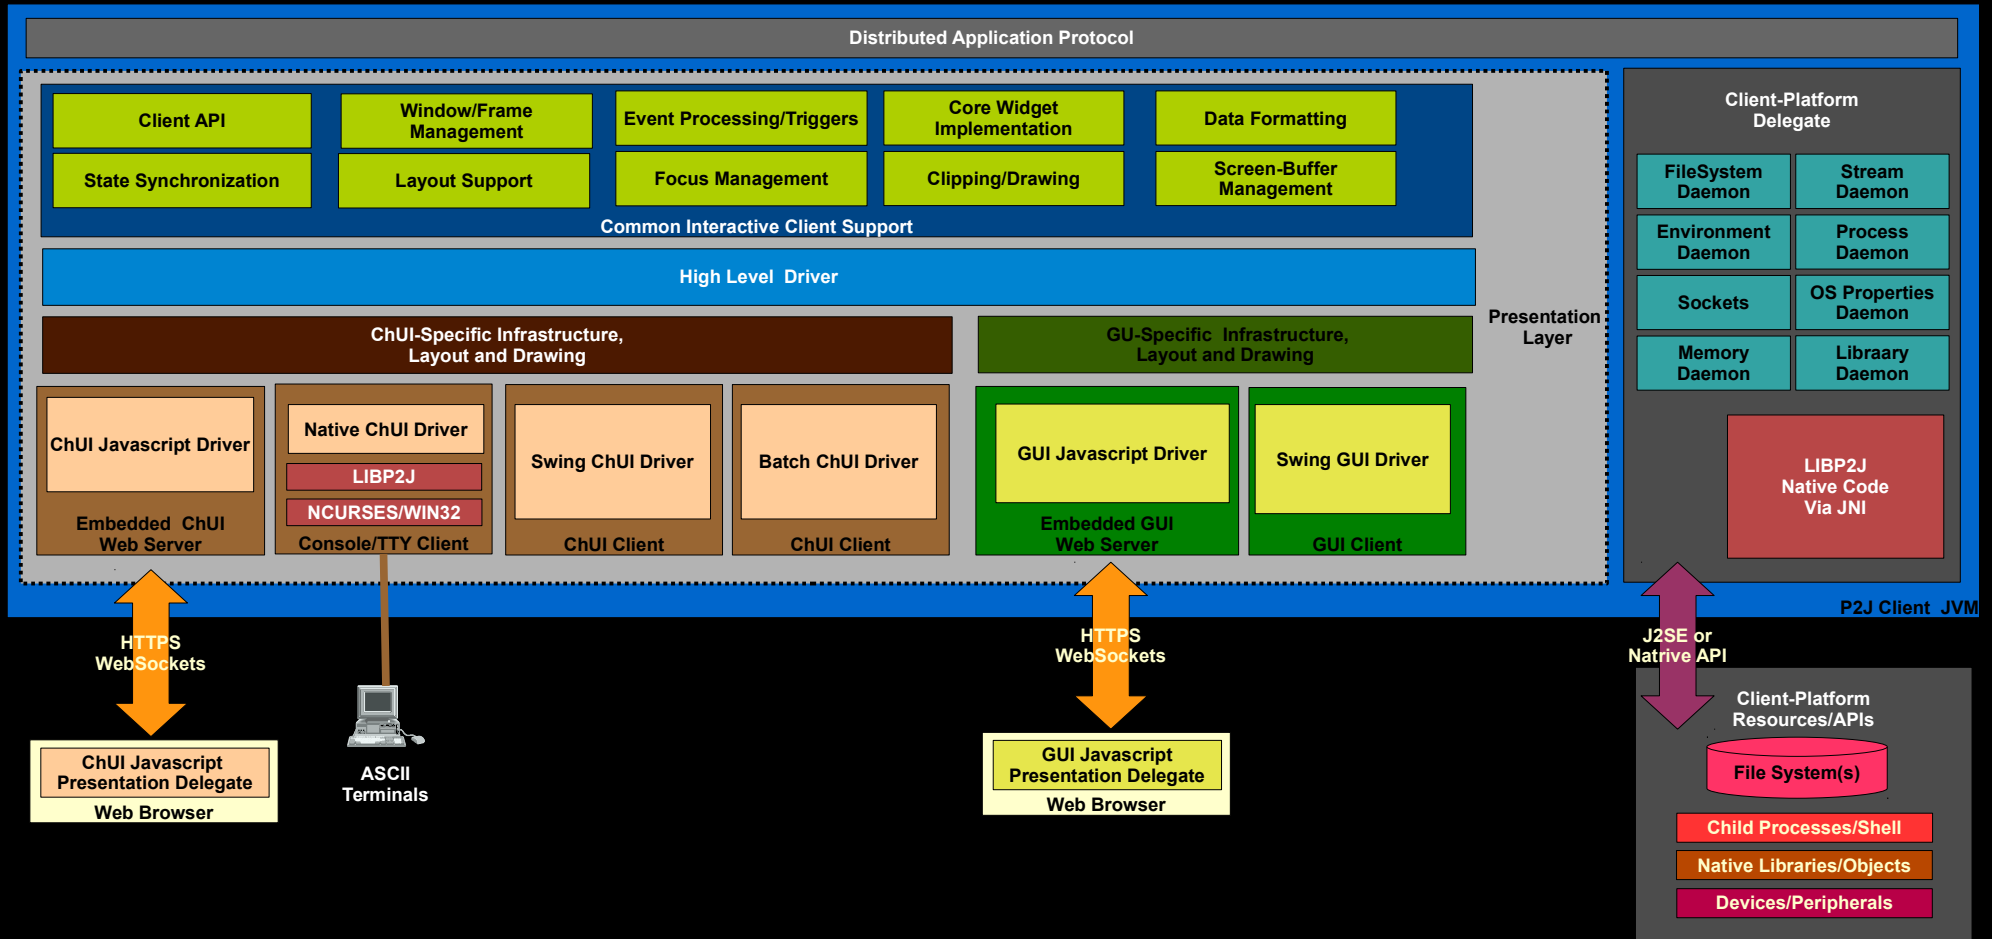 Distributed Application Protocol
Client API
Window/Frame
Management
Event Processing/Triggers
Core Widget
Implementation
Data Formatting
State Synchronization
Layout Support
Focus Management
Clipping/Drawing
Screen-Buffer
Management
Common Interactive Client Support
High Level  Driver
ChUI-Specific Infrastructure,
Layout and Drawing
GU-Specific  Infrastructure,
Layout and Drawing
Presentation
Layer
ChUI Javascript Driver
Embedded  ChUI
Web Server
Native ChUI Driver
LIBP2J
NCURSES/WIN32
Console/TTY Client
Swing ChUI Driver
ChUI Client
Batch ChUI Driver
ChUI Client
GUI Javascript Driver
Embedded GUI
Web Server
Swing GUI Driver
GUI Client
Client-Platform
Delegate
FileSystem
Daemon
Stream
Daemon
Environment
Daemon
Process
Daemon
Sockets
OS Properties
Daemon
Memory
Daemon
Libraary
Daemon
LIBP2J
Native Code
Via JNI
P2J Client  JVM
HTTPS
WebSockets
HTTPS
WebSockets
J2SE or
Natrive API
ChUI Javascript
Presentation Delegate
Web Browser
ASCII
Terminals
GUI Javascript
Presentation Delegate
Web Browser
Client-Platform
Resources/APIs
File System(s)
Child Processes/Shell
Native Libraries/Objects
Devices/Peripherals